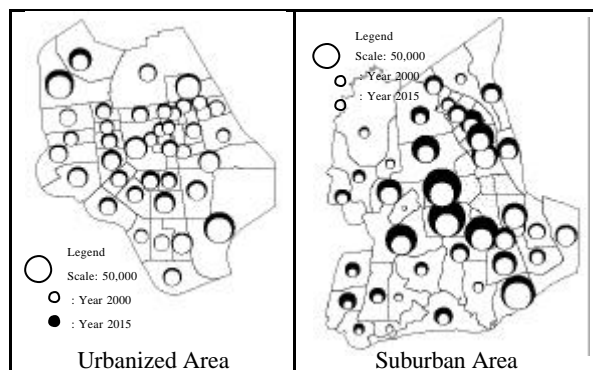 Legend
Scale: 50,000
: Year 2000
: Year 2015
Urbanized Area
Legend
Scale: 50,000
: Year 2000
: Year 2015
Suburban Area